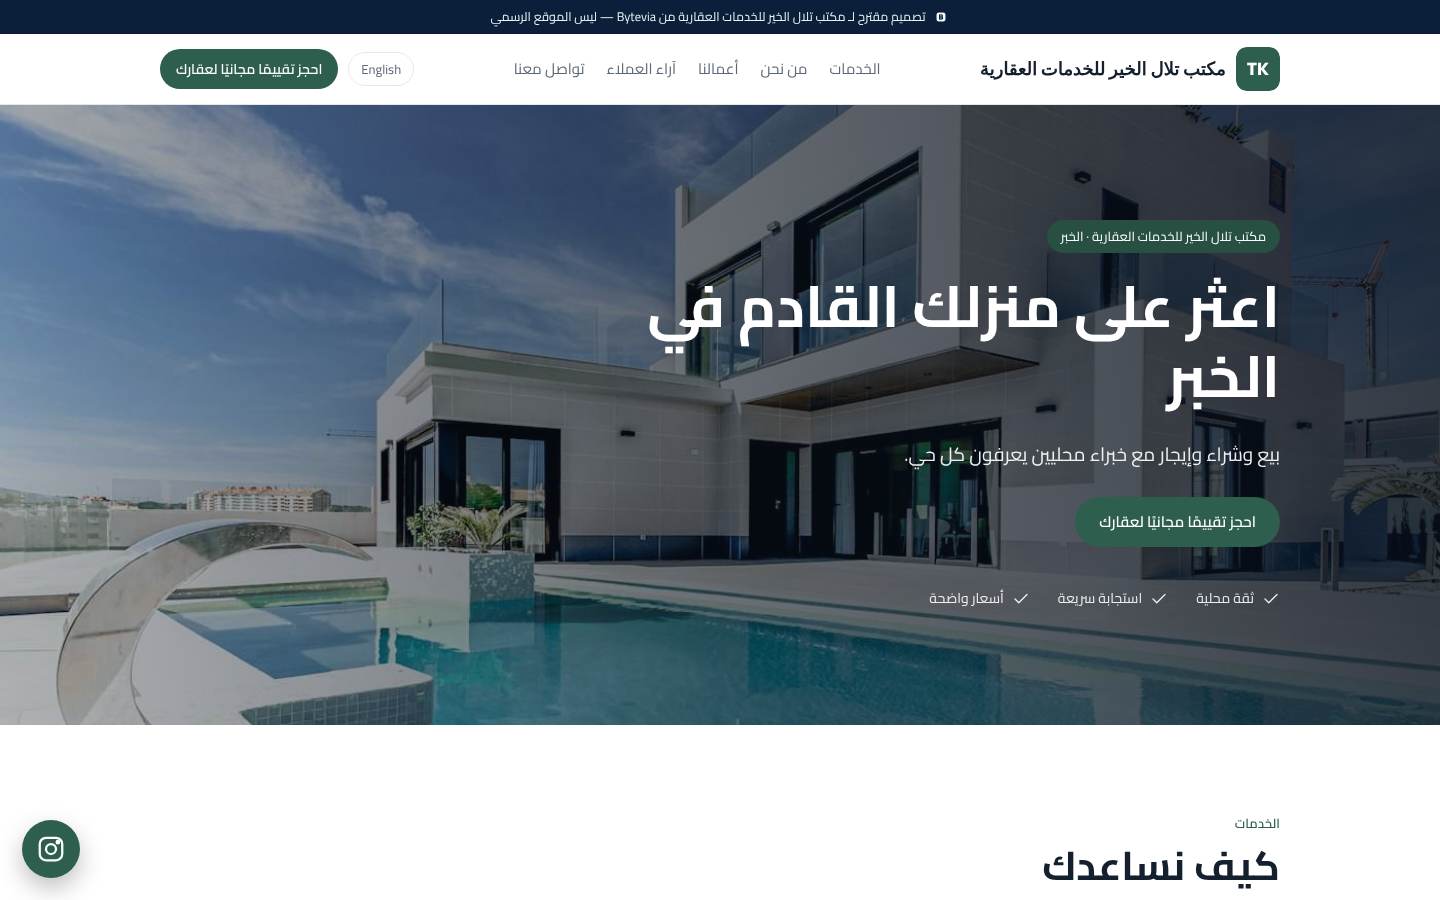 تصميم مقترح لـ مكتب تلال الخير للخدمات العقارية من Bytevia — ليس الموقع الرسمي
TK
مكتب تلال الخير للخدمات العقارية
الخدمات
من نحن
أعمالنا
آراء العملاء
تواصل معنا
English
احجز تقييمًا مجانيًا لعقارك
مكتب تلال الخير للخدمات العقارية · الخبر
اعثر على منزلك القادم في
الخبر
بيع وشراء وإيجار مع خبراء محليين يعرفون كل حي.
احجز تقييمًا مجانيًا لعقارك
ثقة محلية
استجابة سريعة
أسعار واضحة
الخدمات
كيف نساعدك